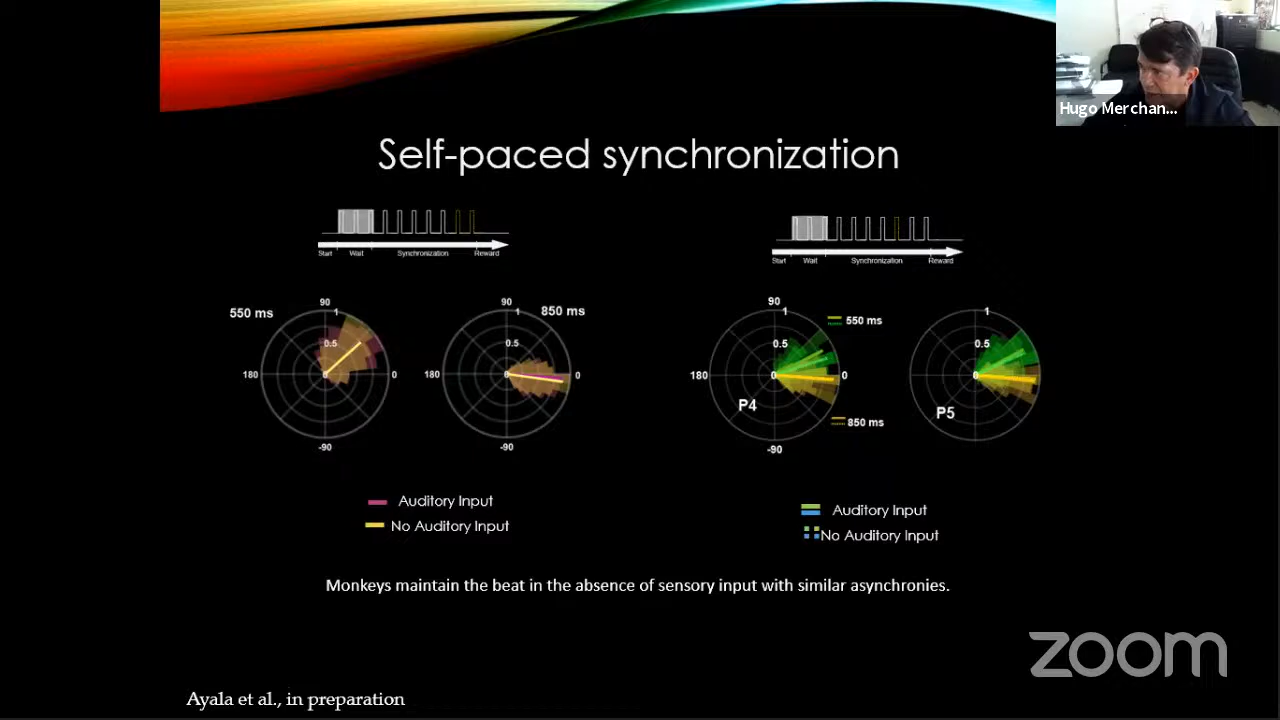 Hugo Merchan...
Self-paced synchronization
Start Wait Synchronization Reward
Start Wait Synchronization Reward
550 ms
90
1
0.5
180
0
0
-90
850 ms
90
1
0.5
180
0
0
-90
90
1
0.5
180
0
0
-90
P4
550 ms
850 ms
1
0.5
0
P5
Auditory Input
No Auditory Input
Auditory Input
No Auditory Input
Monkeys maintain the beat in the absence of sensory input with similar asynchronies.
zoom
Ayala et al., in preparation